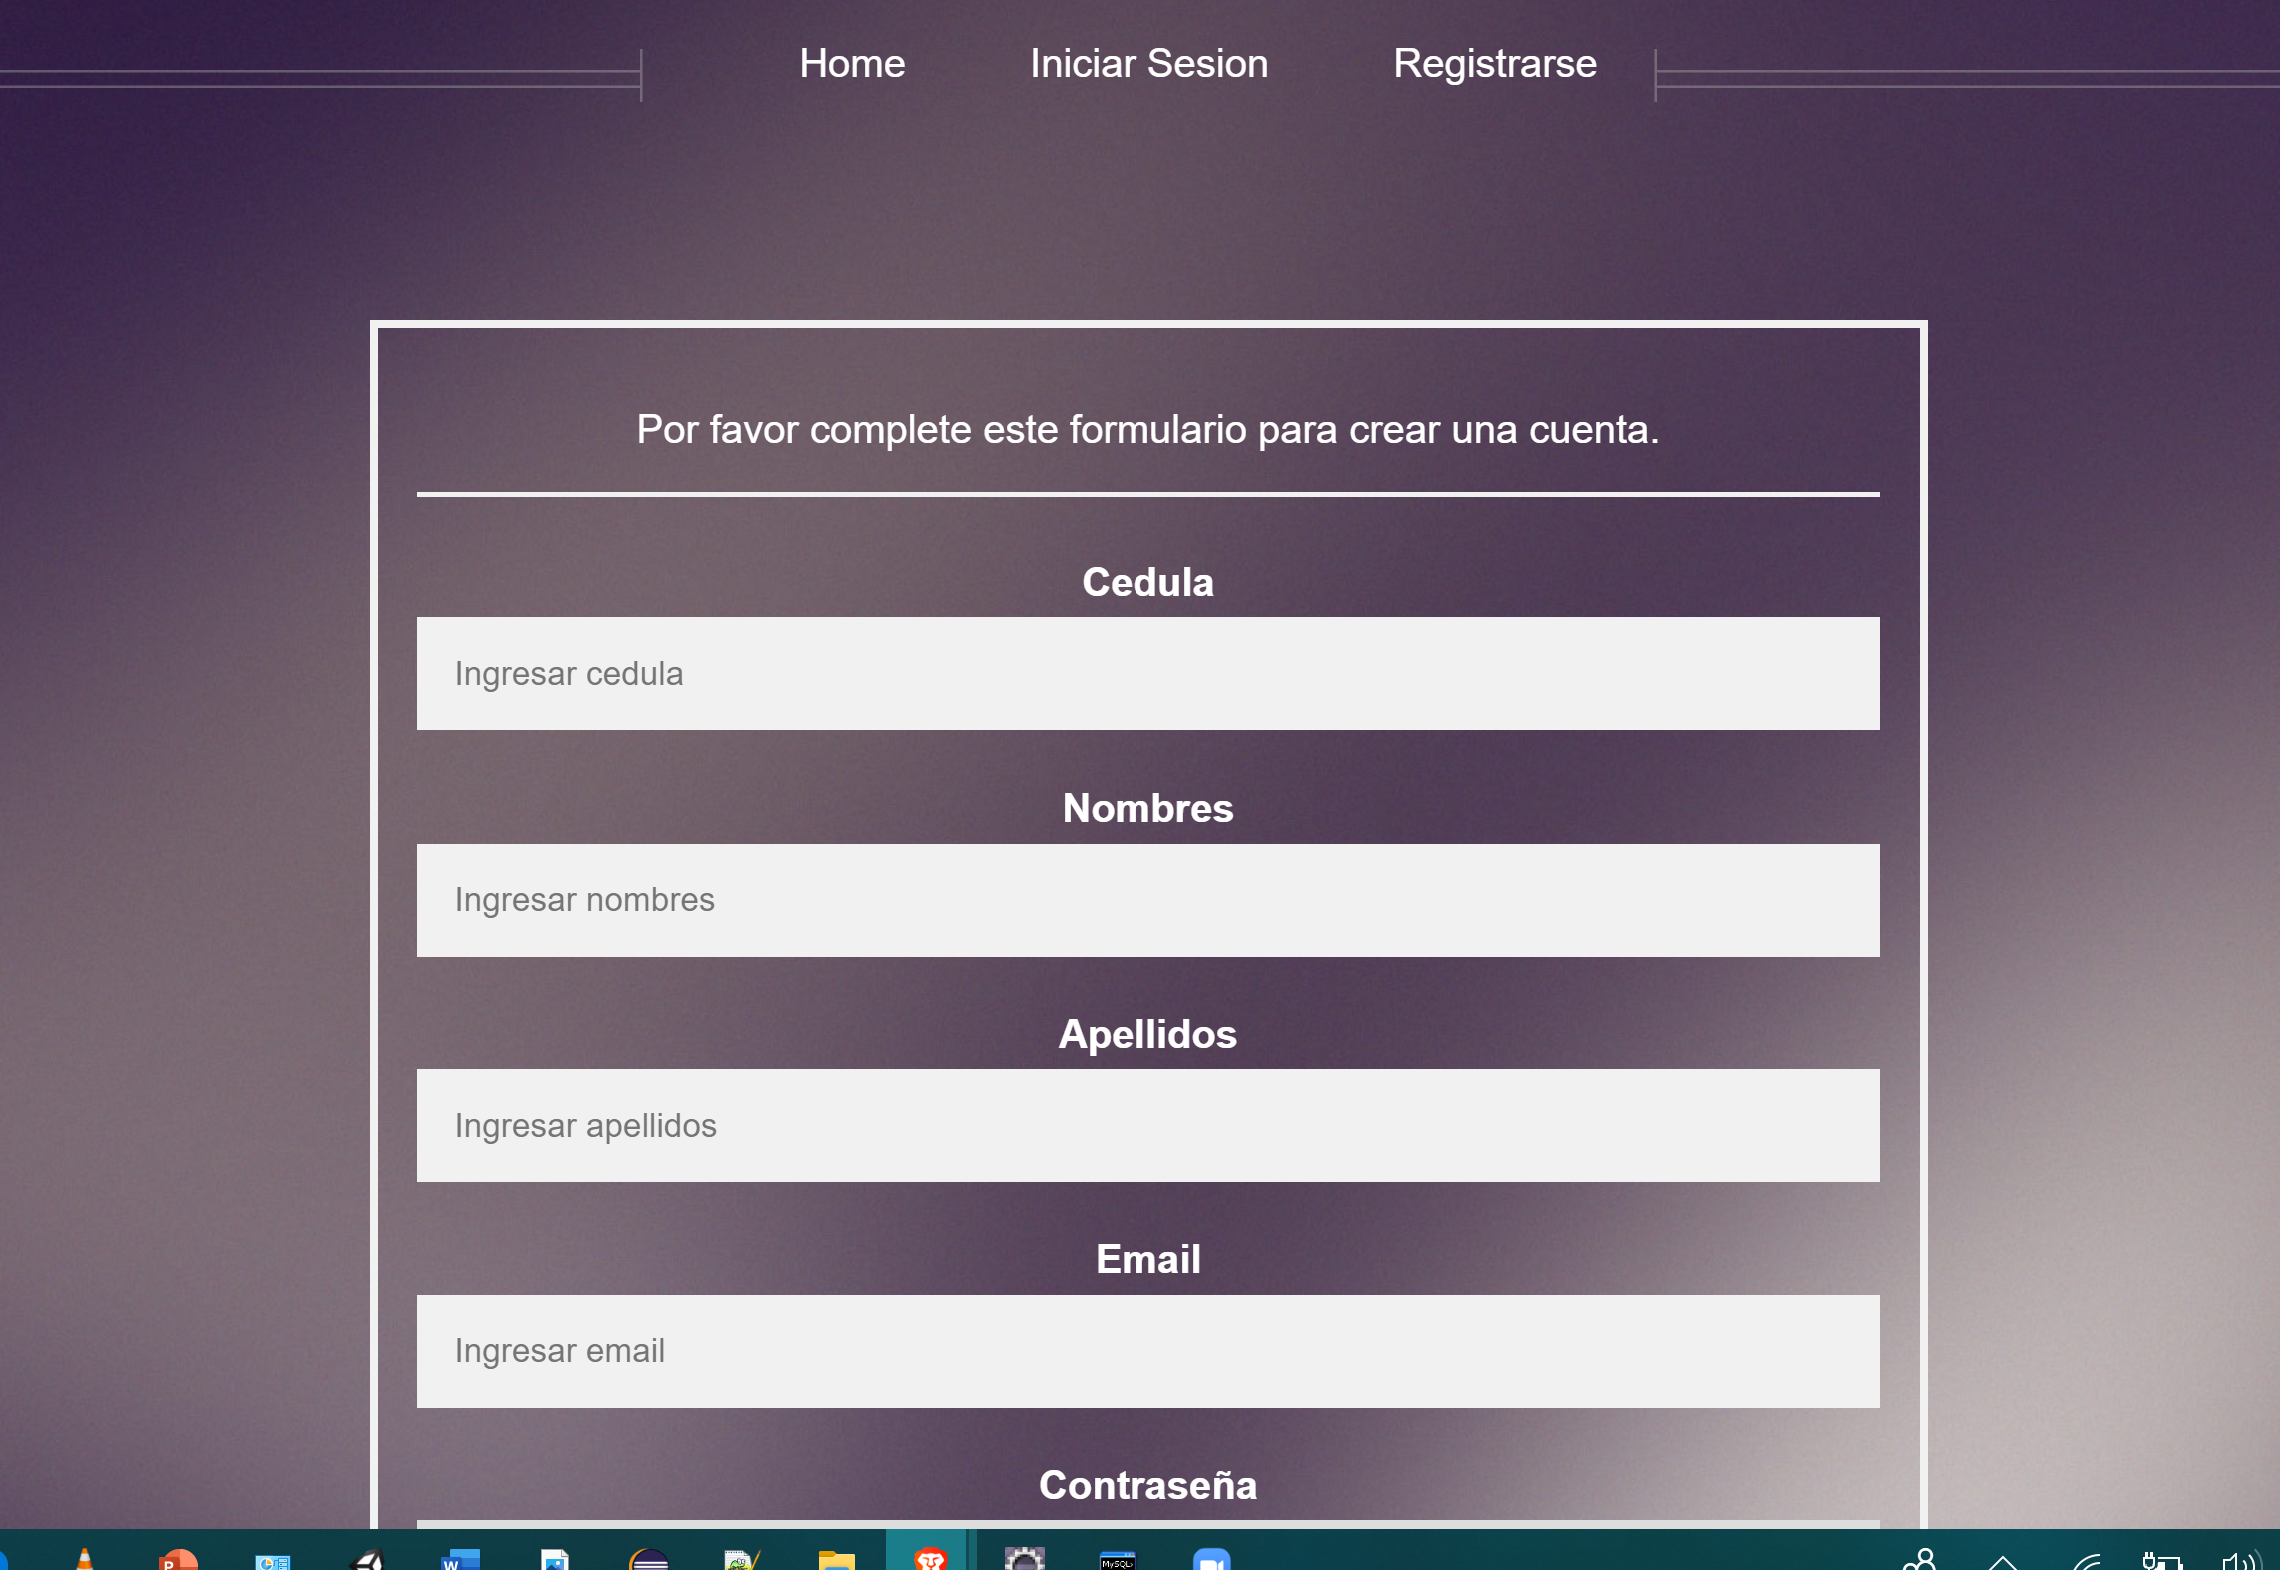 Home Iniciar Sesion Registrarse
Por favor complete este formulario para crear una cuenta.
Cedula
Ingresar cedula
Nombres
Ingresar nombres
Apellidos
Ingresar apellidos
Email
Ingresar email
Contraseña
P W MySQL>